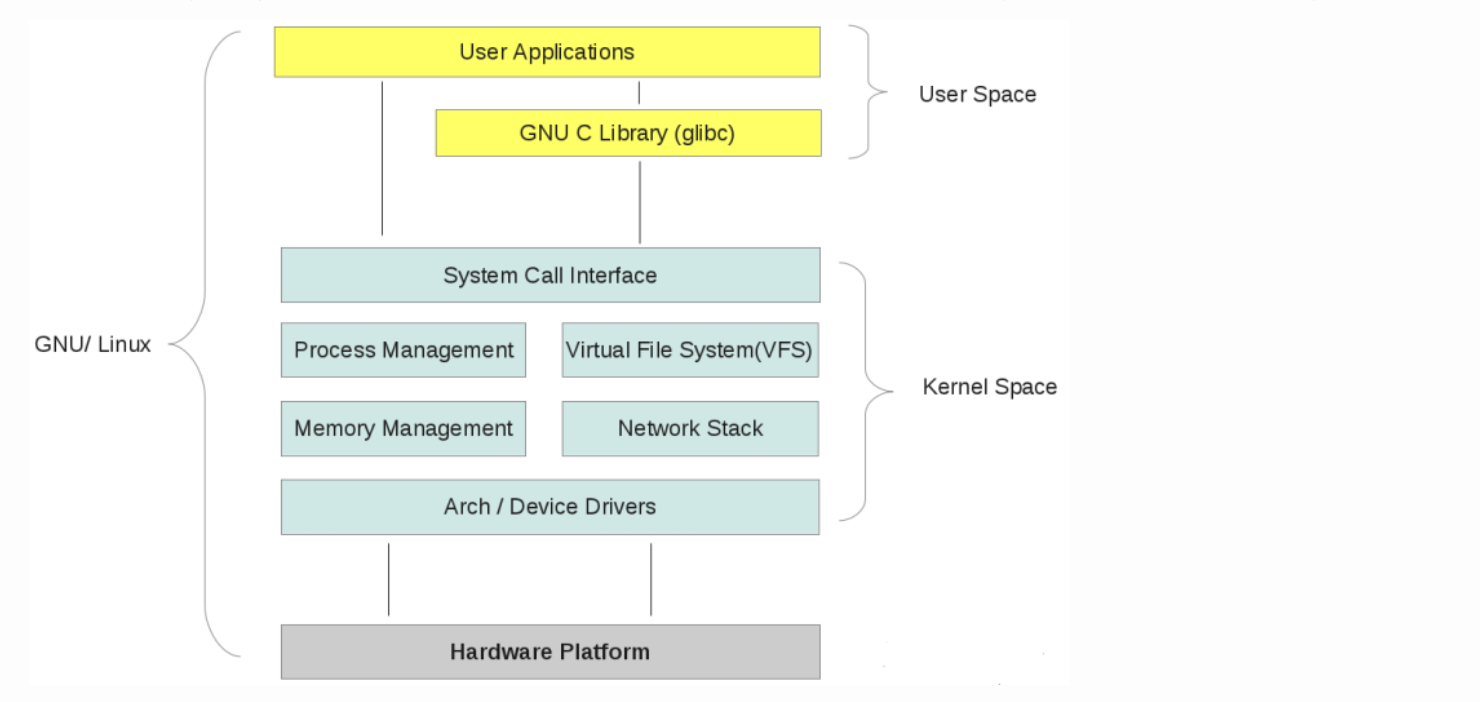 User Applications
User Space
GNU C Library (glibc)
System Call Interface
GNU/ Linux
Process Management
Virtual File System(VFS)
Kernel Space
Memory Management
Network Stack
Arch / Device Drivers
Hardware Platform